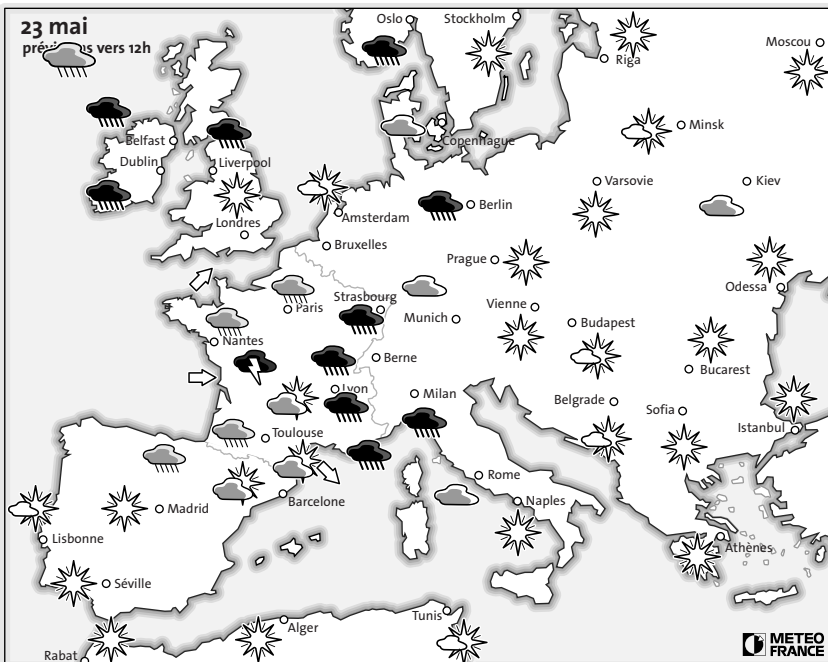 23 mai
prévisions vers 12h
Oslo
Stockholm
Riga
Moscou
Belfast
Dublin
Liverpool
Londres
Copenhague
Minsk
Amsterdam
Bruxelles
Berlin
Varsovie
Kiev
Prague
Odessa
Paris
Strasbourg
Munich
Vienne
Budapest
Nantes
Berne
Bucarest
Lyon
Milan
Belgrade
Sofia
Istanbul
Toulouse
Rome
Naples
Barcelone
Madrid
Lisbonne
Athènes
Séville
Alger
Tunis
Rabat
METEO
FRANCE